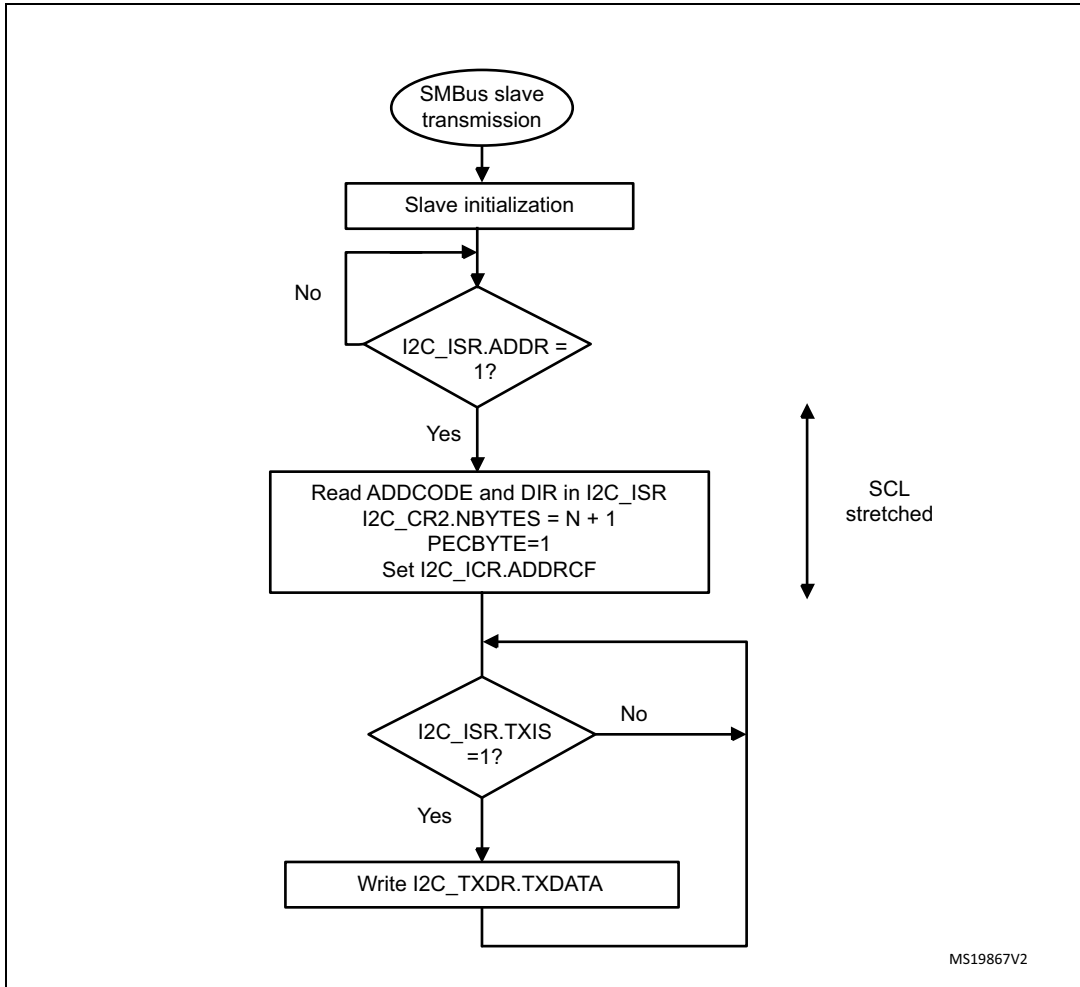 SMBus slave
transmission
Slave initialization
No
I2C_ISR.ADDR =
1?
Yes
Read ADDCODE and DIR in I2C_ISR
I2C_CR2.NBYTES = N + 1
PECBYTE=1
Set I2C_ICR.ADDRCF
SCL
stretched
I2C_ISR.TXIS
=1?
No
Yes
Write I2C_TXDR.TXDATA
MS19867V2